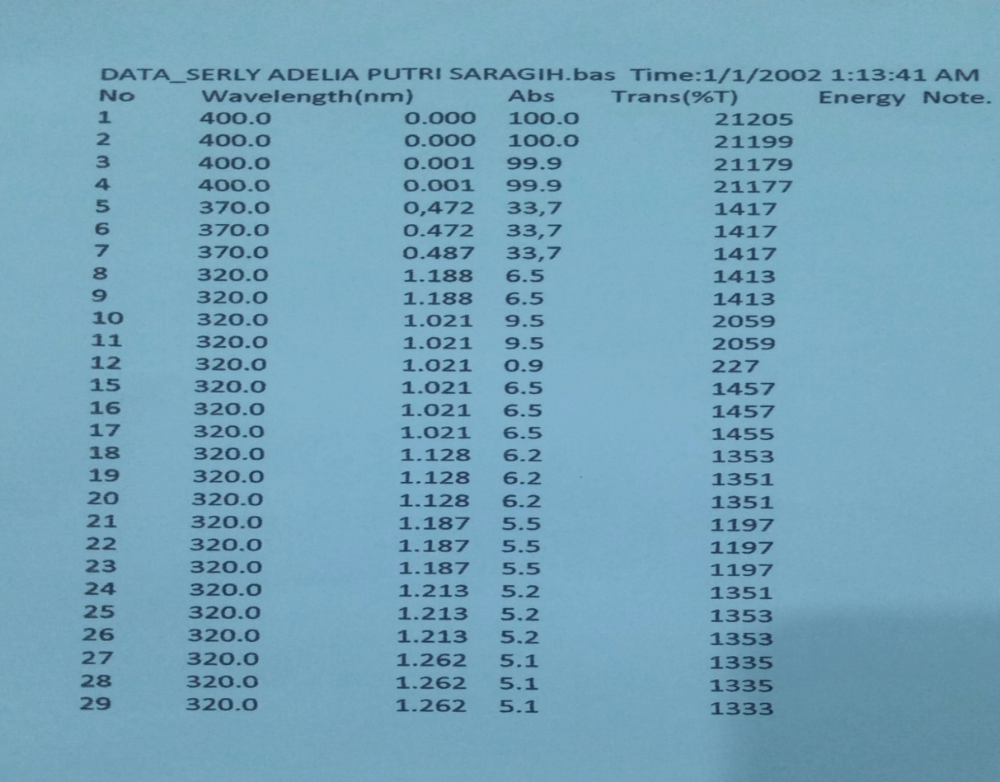 DATA_SERLY ADELIA PUTRI SARAGIH.bas Time:1/1/2002 1:13:41 AM
No Wavelength(nm) Abs Trans(%T) Energy Note.
1 400.0 0.000 100.0 21205
2 400.0 0.000 100.0 21199
3 400.0 0.001 99.9 21179
4 400.0 0.001 99.9 21177
5 370.0 0,472 33,7 1417
6 370.0 0.472 33,7 1417
7 370.0 0.487 33,7 1417
8 320.0 1.188 6.5 1413
9 320.0 1.188 6.5 1413
10 320.0 1.021 9.5 2059
11 320.0 1.021 9.5 2059
12 320.0 1.021 0.9 227
15 320.0 1.021 6.5 1457
16 320.0 1.021 6.5 1457
17 320.0 1.021 6.5 1455
18 320.0 1.128 6.2 1353
19 320.0 1.128 6.2 1351
20 320.0 1.128 6.2 1351
21 320.0 1.187 5.5 1197
22 320.0 1.187 5.5 1197
23 320.0 1.187 5.5 1197
24 320.0 1.213 5.2 1351
25 320.0 1.213 5.2 1353
26 320.0 1.213 5.2 1353
27 320.0 1.262 5.1 1335
28 320.0 1.262 5.1 1335
29 320.0 1.262 5.1 1333